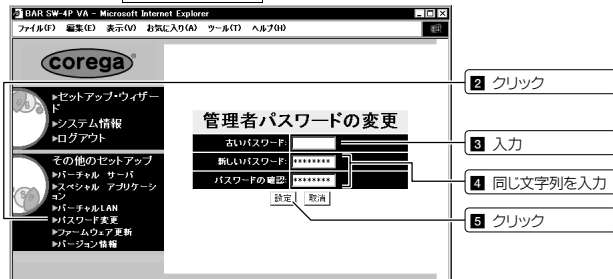 BAR SW-4P VA - Microsoft Internet Explorer
ファイル(F) 編集(E) 表示(V) お気に入り(A) ツール(T) ヘルプ(H)
corega
セットアップ・ウィザー
ド
システム情報
ログアウト
その他のセットアップ
バーチャル サーバ
スペシャル アプリケーシ
ョン
バーチャルLAN
パスワード変更
ファームウェア更新
バージョン情報
管理者パスワードの変更
古いパスワード:
新しいパスワード: ********
パスワードの確認: ********
設定 取消
2 クリック
3 入力
4 同じ文字列を入力
5 クリック